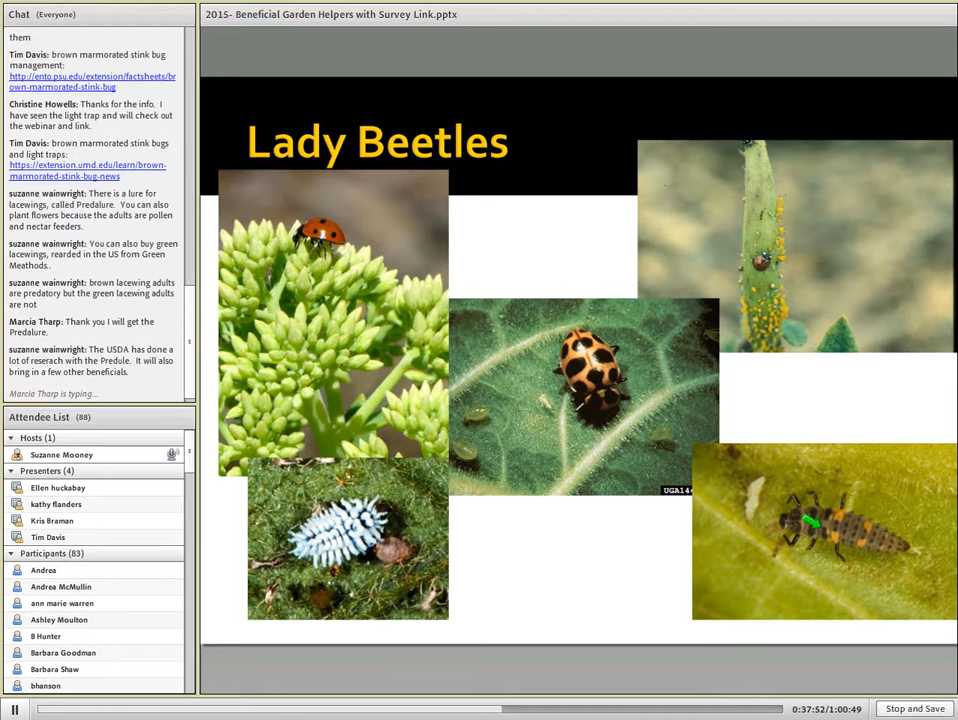 Chat (Everyone)
them
Tim Davis: brown marmorated stink bug
management:
http://ento.psu.edu/extension/factsheets/br
own-marmorated-stink-bug
Christine Howells: Thanks for the info. I
have seen the light trap and will check out
the webinar and link.
Tim Davis: brown marmorated stink bugs
and light traps:
https://extension.umd.edu/learn/brown-
marmorated-stink-bug-news
suzanne wainwright: There is a lure for
lacewings, called Predalure. You can also
plant flowers because the adults are pollen
and nectar feeders.
suzanne wainwright: You can also buy green
lacewings, rearded in the US from Green
Meathods..
suzanne wainwright: brown lacewing adults
are predatory but the green lacewing adults
are not
Marcia Tharp: Thank you I will get the
Predalure.
suzanne wainwright: The USDA has done a
lot of reserach with the Predule. It will also
bring in a few other beneficials.
Marcia Tharp is typing...
Attendee List (88)
Hosts (1)
Suzanne Mooney
Presenters (4)
Ellen huckabay
kathy flanders
Kris Braman
Tim Davis
Participants (83)
Andrea
Andrea McMullin
ann marie warren
Ashley Moulton
B Hunter
Barbara Goodman
Barbara Shaw
bhanson
2015- Beneficial Garden Helpers with Survey Link.pptx
Lady Beetles
UGA144
0:37:52/1:00:49
Stop and Save